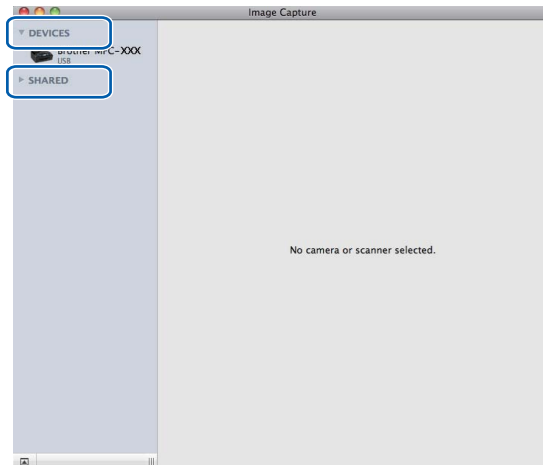 Image Capture
DEVICES
Brother MFC-XXX
USB
SHARED
No camera or scanner selected.